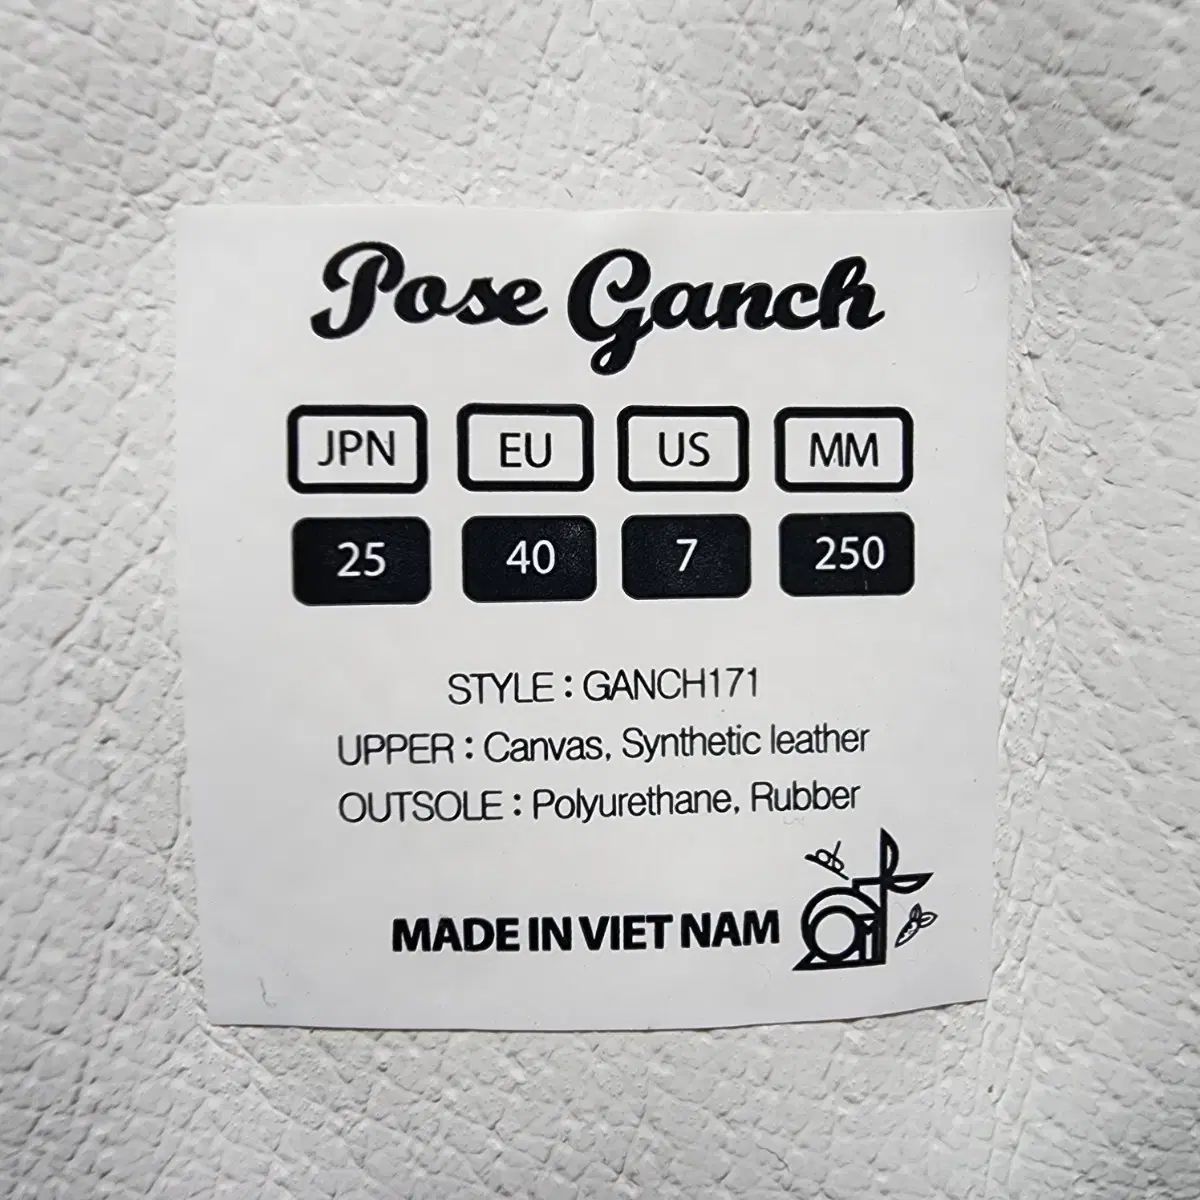 Pose Ganch
JPN EU US MM
25 40 7 250
STYLE : GANCH171
UPPER : Canvas, Synthetic leather
OUTSOLE : Polyurethane, Rubber
MADE IN VIET NAM